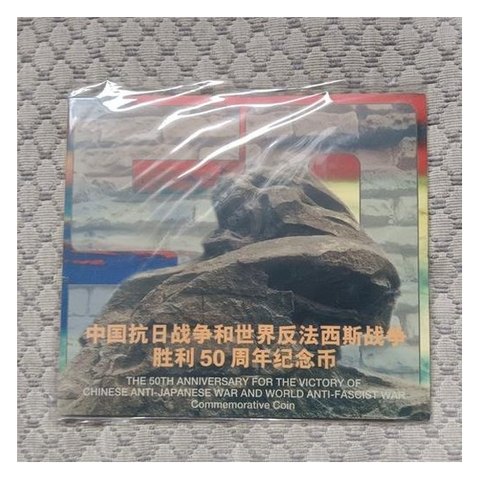 中国抗日战争和世界反法西斯战争
胜利50周年纪念币
THE 50TH ANNIVERSARY FOR THE VICTORY OF
CHINESE ANTI-JAPANESE WAR AND WORLD ANTI-FASCIST WAR
Commemorative Coin